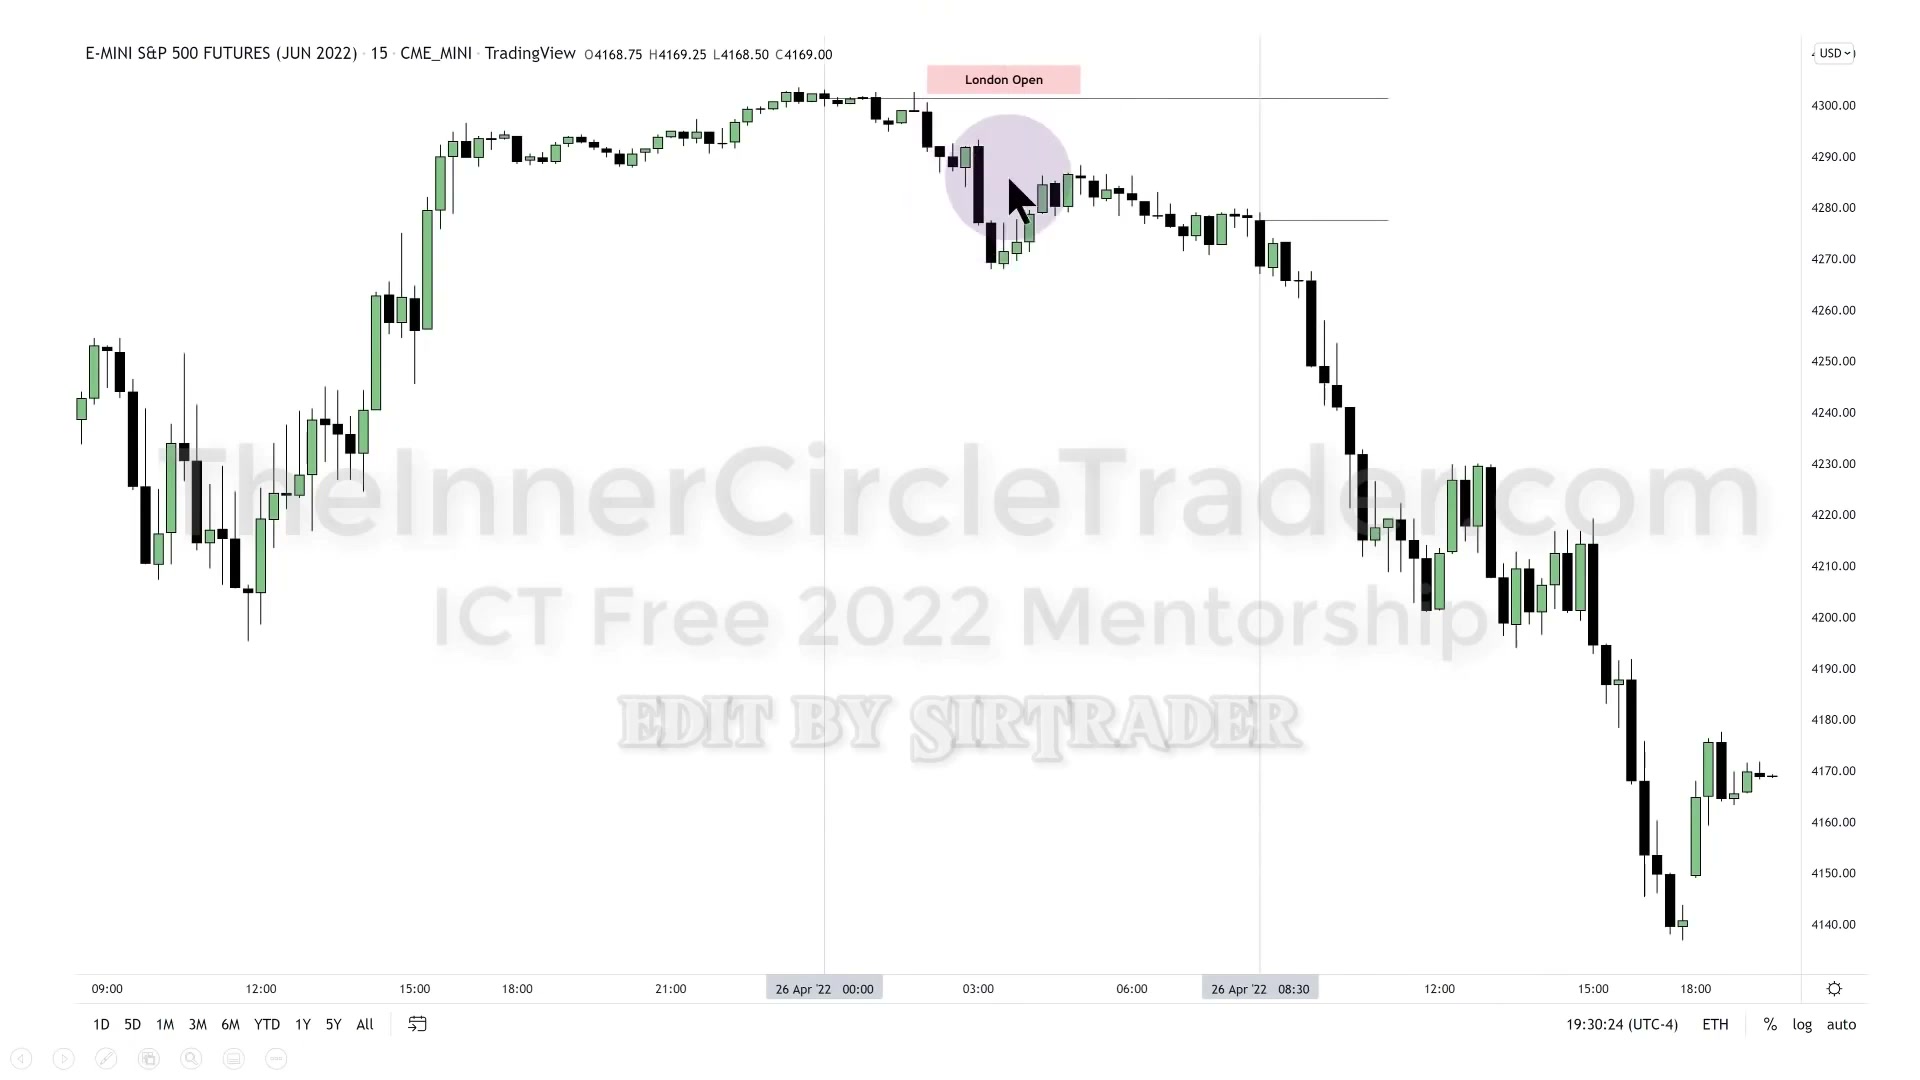 E-MINI S&P 500 FUTURES (JUN 2022) · 15 · CME_MINI · TradingView O4168.75 H4169.25 L4168.50 C4169.00
USD
London Open
4300.00
4290.00
4280.00
4270.00
4260.00
4250.00
4240.00
4230.00
4220.00
4210.00
4200.00
4190.00
4180.00
4170.00
4160.00
4150.00
4140.00
TheInnerCircleTrader.com
ICT Free 2022 Mentorship
EDIT BY SIRTRADER
09:00 12:00 15:00 18:00 21:00 26 Apr '22 00:00 03:00 06:00 26 Apr '22 08:30 12:00 15:00 18:00
1D 5D 1M 3M 6M YTD 1Y 5Y All 19:30:24 (UTC-4) ETH % log auto